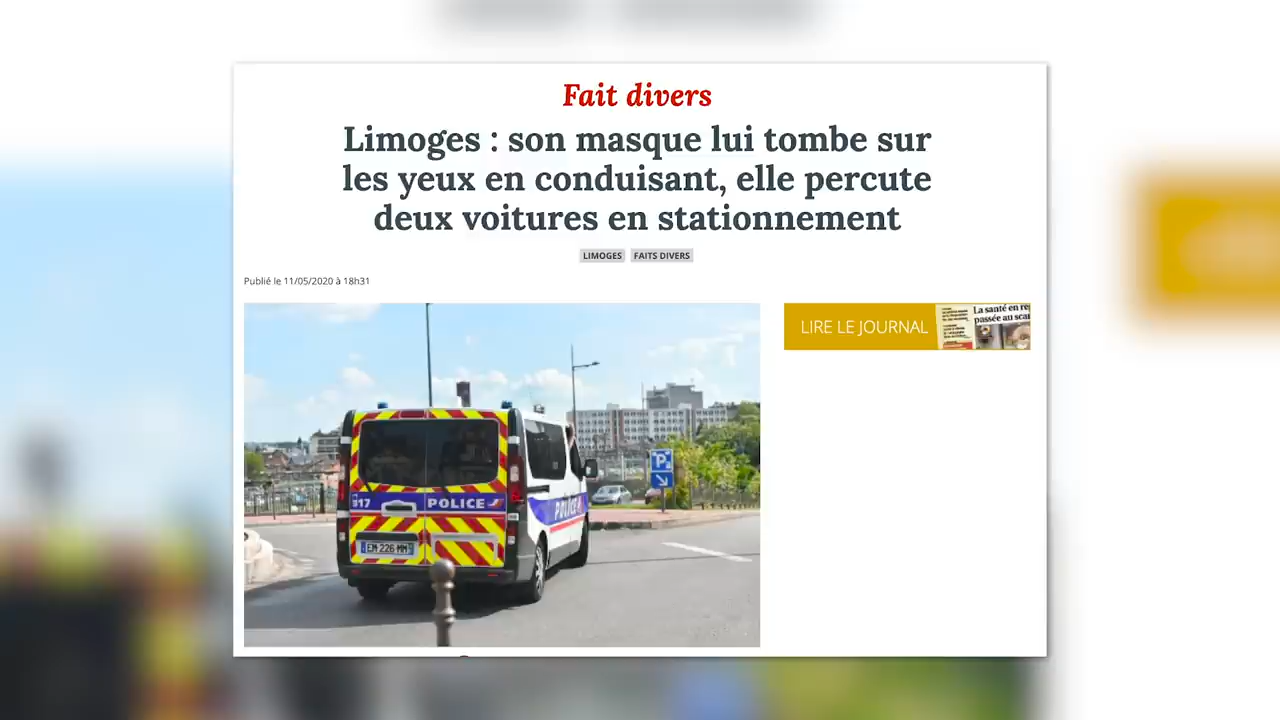 Fait divers
Limoges : son masque lui tombe sur
les yeux en conduisant, elle percute
deux voitures en stationnement
LIMOGES FAITS DIVERS
Publié le 11/05/2020 à 18h31
LIRE LE JOURNAL
La santé en re
passée au scan
17 POLICE
POLICE
EM 226 MM
P